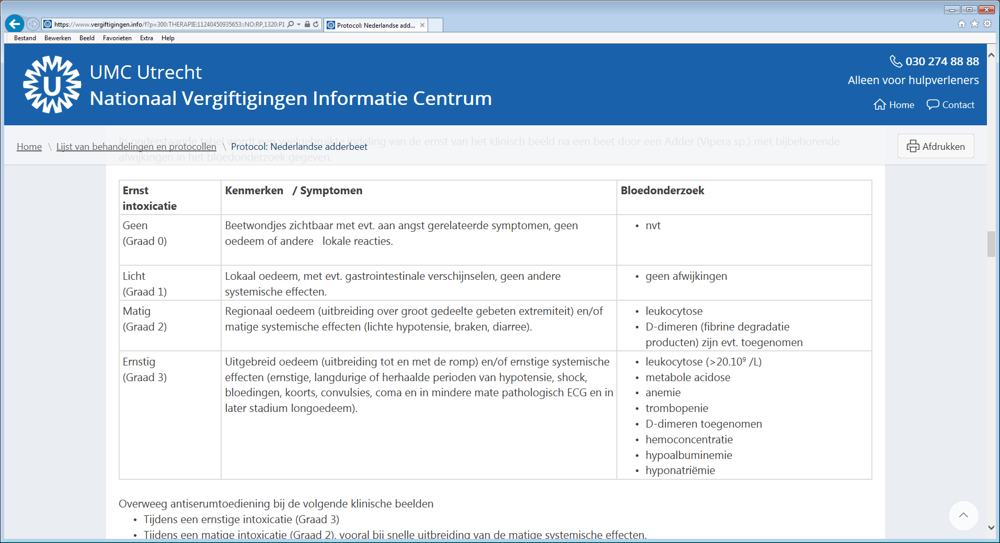 https://www.vergiftigingen.info/f?p=300:THERAPIE:11240450935653::NO:RP,1320:P1
Protocol: Nederlandse add...
Bestand Bewerken Beeld Favorieten Extra Help
U
UMC Utrecht
Nationaal Vergiftigingen Informatie Centrum
030 274 88 88
Alleen voor hulpverleners
Home Contact
In onderstaande tabel wordt een veelgebruikte indeling van de ernst van het klinisch beeld na een beet door een Adder (Vipera sp.) met bijbehorende
afwijkingen in het bloedonderzoek gegeven.
Home \ Lijst van behandelingen en protocollen \ Protocol: Nederlandse adderbeet
Afdrukken
Ernst
intoxicatie
Kenmerken / Symptomen
Bloedonderzoek
Geen
(Graad 0)
Beetwondjes zichtbaar met evt. aan angst gerelateerde symptomen, geen
oedeem of andere lokale reacties.
• nvt
Licht
(Graad 1)
Lokaal oedeem, met evt. gastrointestinale verschijnselen, geen andere
systemische effecten.
• geen afwijkingen
Matig
(Graad 2)
Regionaal oedeem (uitbreiding over groot gedeelte gebeten extremiteit) en/of
matige systemische effecten (lichte hypotensie, braken, diarree).
• leukocytose
• D-dimeren (fibrine degradatie
producten) zijn evt. toegenomen
Ernstig
(Graad 3)
Uitgebreid oedeem (uitbreiding tot en met de romp) en/of ernstige systemische
effecten (ernstige, langdurige of herhaalde perioden van hypotensie, shock,
bloedingen, koorts, convulsies, coma en in mindere mate pathologisch ECG en in
later stadium longoedeem).
• leukocytose (>20.10⁹ /L)
• metabole acidose
• anemie
• trombopenie
• D-dimeren toegenomen
• hemoconcentratie
• hypoalbuminemie
• hyponatriëmie
Overweeg antiserumtoediening bij de volgende klinische beelden
• Tijdens een ernstige intoxicatie (Graad 3)
• Tijdens een matige intoxicatie (Graad 2), vooral bij snelle uitbreiding van de matige systemische effecten.